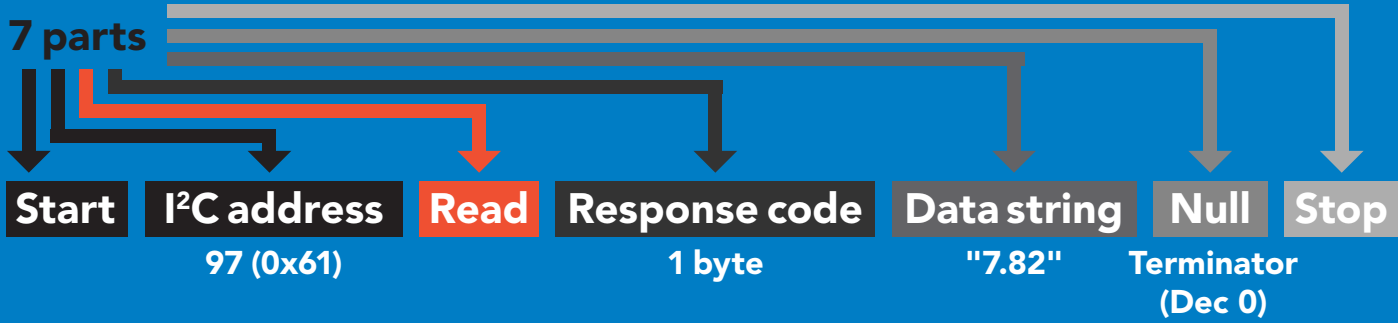 7 parts
Start I²C address Read Response code Data string Null Stop
97 (0x61) 1 byte "7.82" Terminator
(Dec 0)